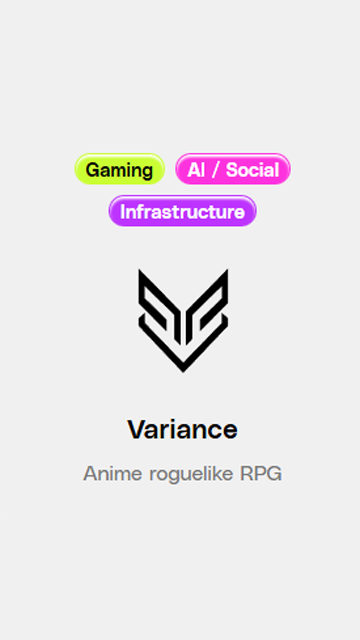 Gaming AI / Social
Infrastructure
Variance
Anime roguelike RPG